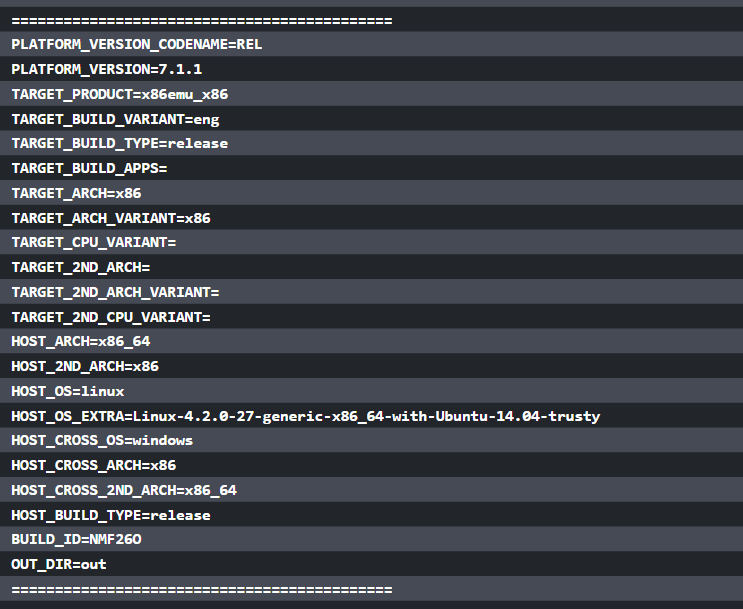 ============================================
PLATFORM_VERSION_CODENAME=REL
PLATFORM_VERSION=7.1.1
TARGET_PRODUCT=x86emu_x86
TARGET_BUILD_VARIANT=eng
TARGET_BUILD_TYPE=release
TARGET_BUILD_APPS=
TARGET_ARCH=x86
TARGET_ARCH_VARIANT=x86
TARGET_CPU_VARIANT=
TARGET_2ND_ARCH=
TARGET_2ND_ARCH_VARIANT=
TARGET_2ND_CPU_VARIANT=
HOST_ARCH=x86_64
HOST_2ND_ARCH=x86
HOST_OS=linux
HOST_OS_EXTRA=Linux-4.2.0-27-generic-x86_64-with-Ubuntu-14.04-trusty
HOST_CROSS_OS=windows
HOST_CROSS_ARCH=x86
HOST_CROSS_2ND_ARCH=x86_64
HOST_BUILD_TYPE=release
BUILD_ID=NMF26O
OUT_DIR=out
============================================